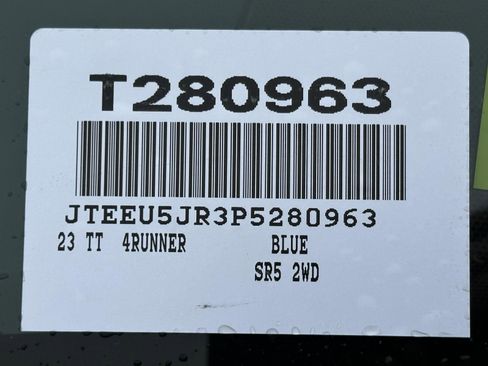 T280963
JTEEU5JR3P5280963
23 TT 4RUNNER BLUE
SR5 2WD